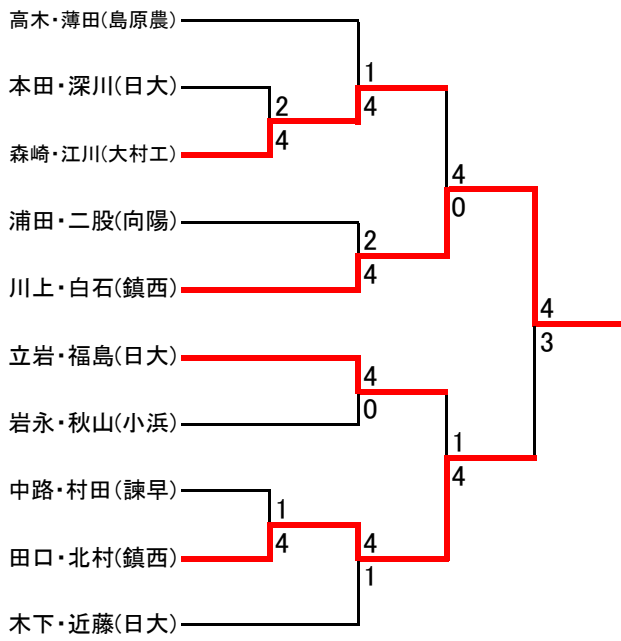 高木・薄田(島原農)
1
本田・深川(日大)
2
4
4
森崎・江川(大村工)
4
0
浦田・二股(向陽)
2
4
川上・白石(鎮西)
4
3
立岩・福島(日大)
4
0
岩永・秋山(小浜)
1
4
中路・村田(諫早)
1
4
4
1
田口・北村(鎮西)
木下・近藤(日大)